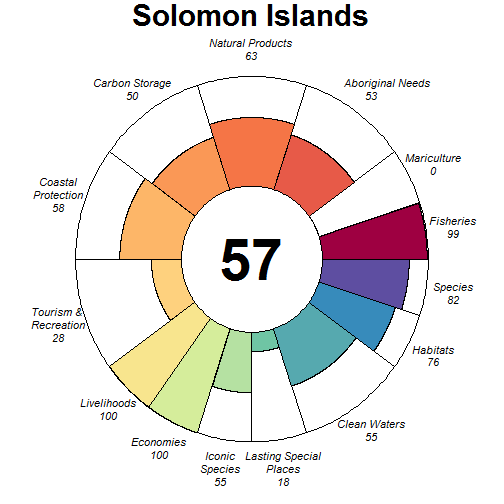 Solomon Islands
Natural Products
63
Carbon Storage
50
Aboriginal Needs
53
Mariculture
0
Coastal
Protection
58
Fisheries
99
57
Species
82
Tourism &
Recreation
28
Habitats
76
Livelihoods
100
Clean Waters
55
Economies
100
Iconic
Species
55
Lasting Special
Places
18